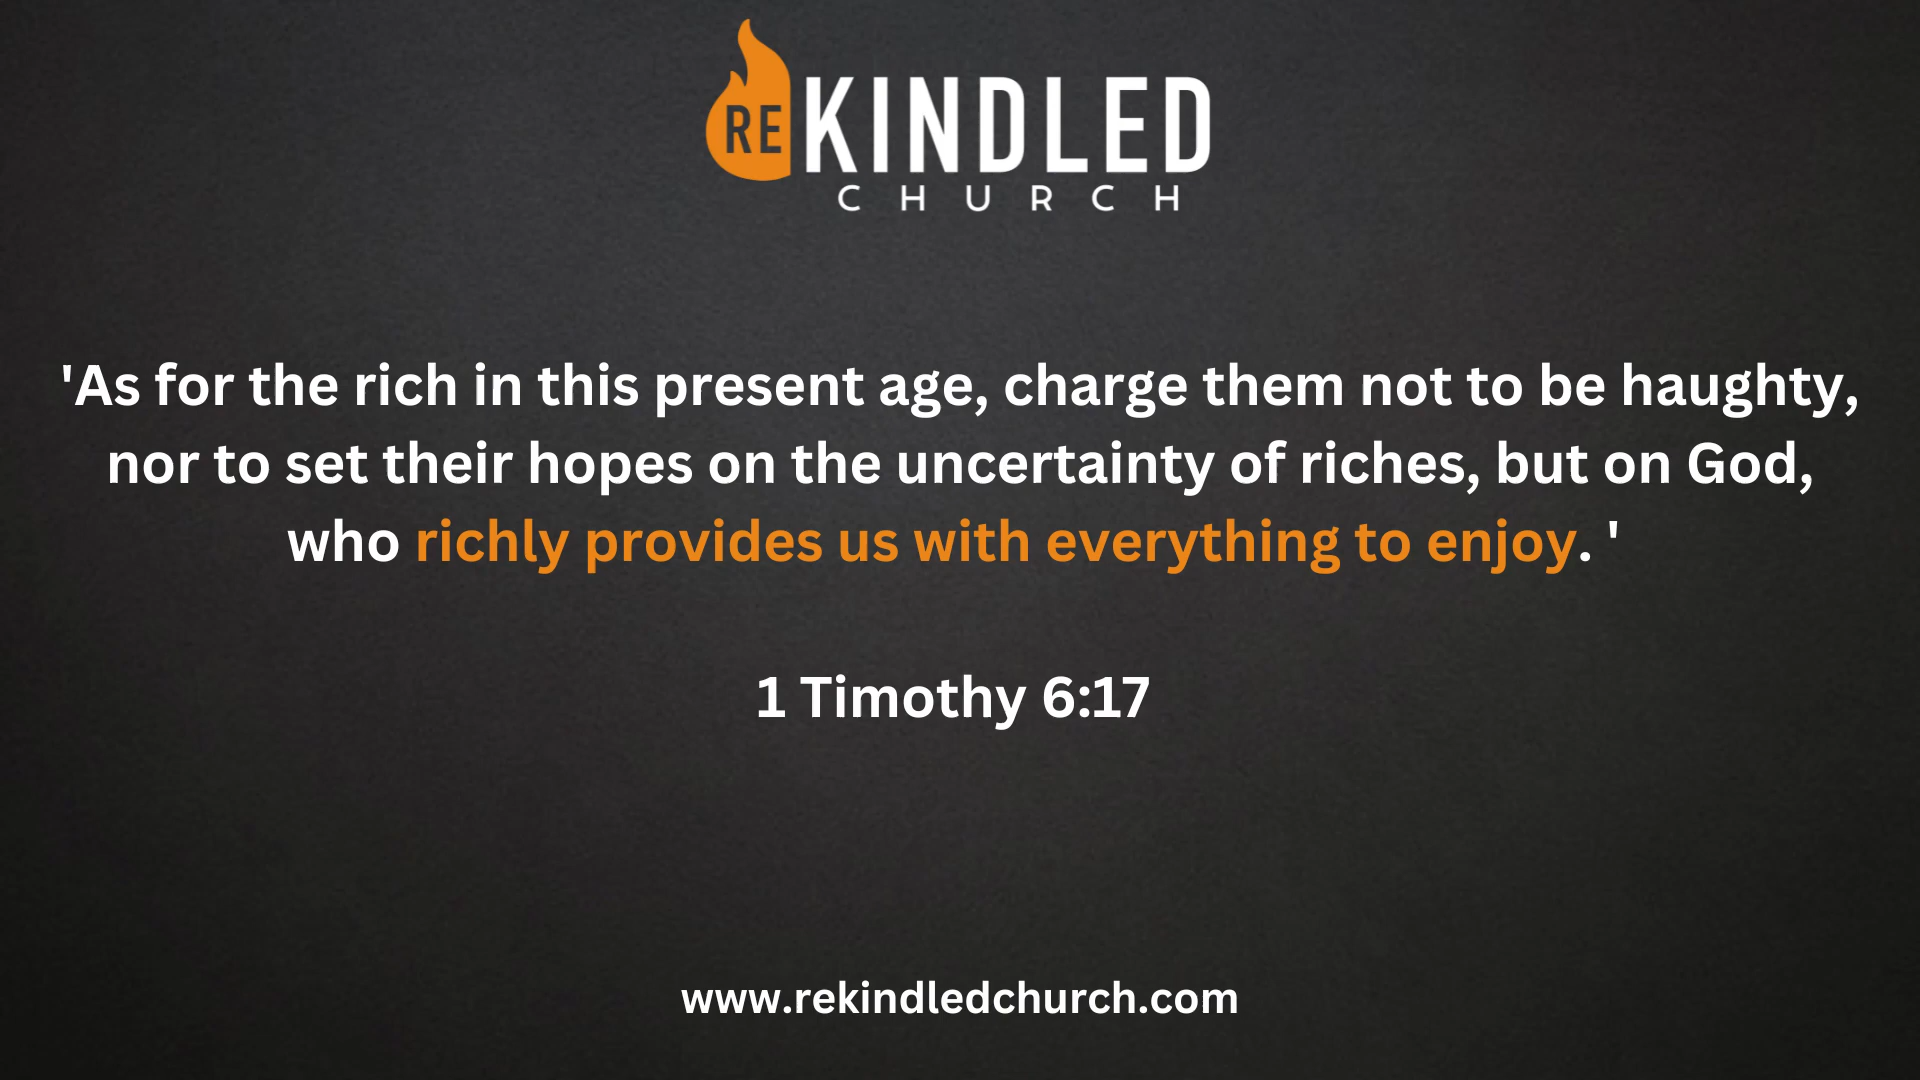 REKINDLED
CHURCH
'As for the rich in this present age, charge them not to be haughty,
nor to set their hopes on the uncertainty of riches, but on God,
who richly provides us with everything to enjoy. '
1 Timothy 6:17
www.rekindledchurch.com